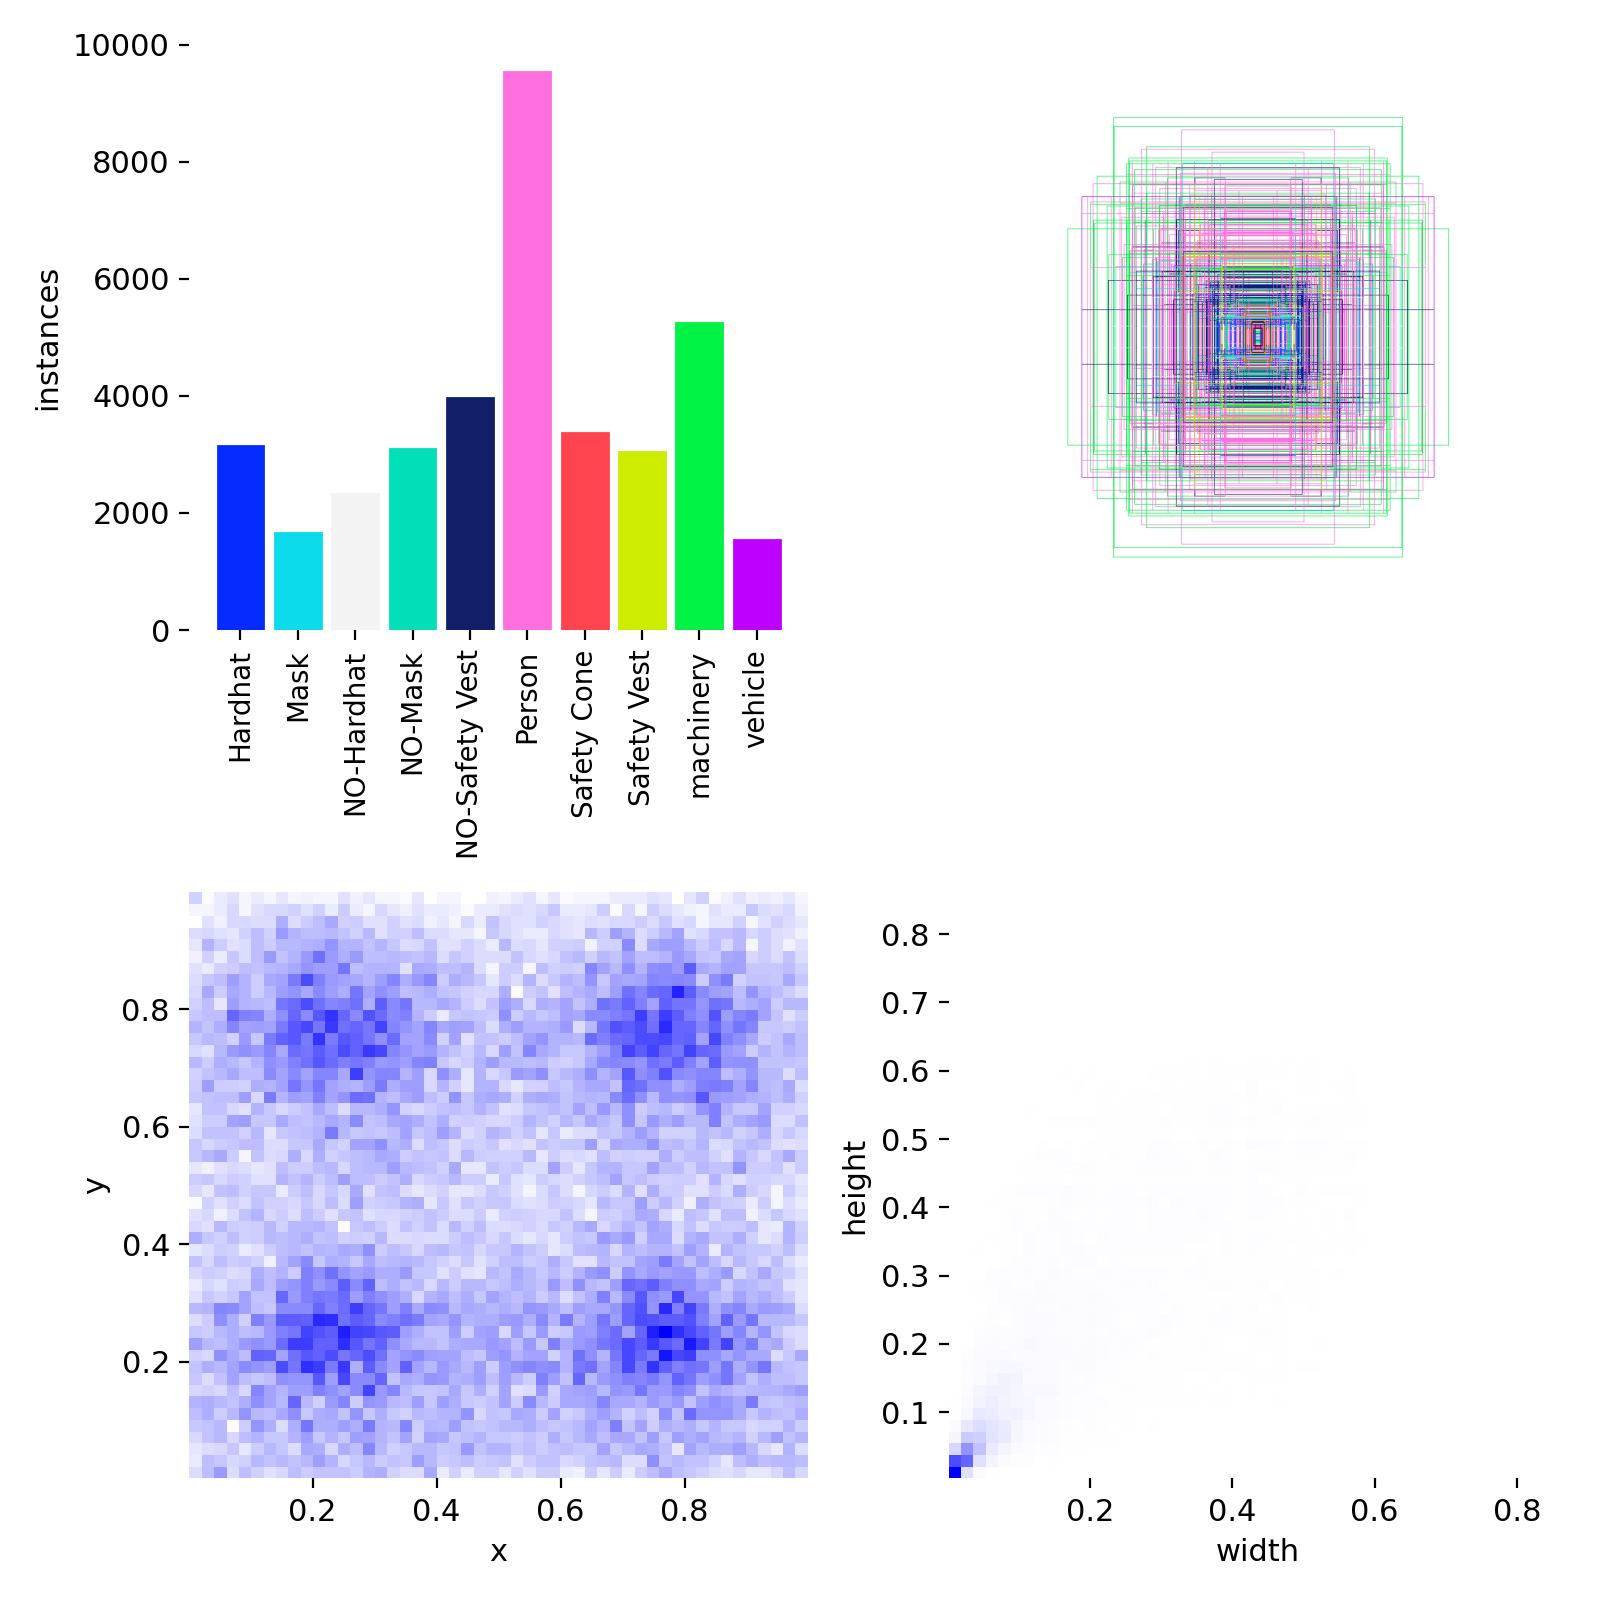 10000
8000
6000
4000
2000
0
instances
Hardhat
Mask
NO-Hardhat
NO-Mask
NO-Safety Vest
Person
Safety Cone
Safety Vest
machinery
vehicle
0.8
0.6
0.4
0.2
y
0.2 0.4 0.6 0.8
x
0.8
0.7
0.6
0.5
0.4
0.3
0.2
0.1
height
0.2 0.4 0.6 0.8
width